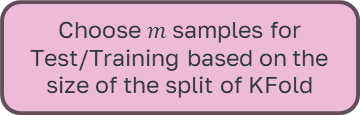 Choose m samples for
Test/Training based on the
size of the split of KFold